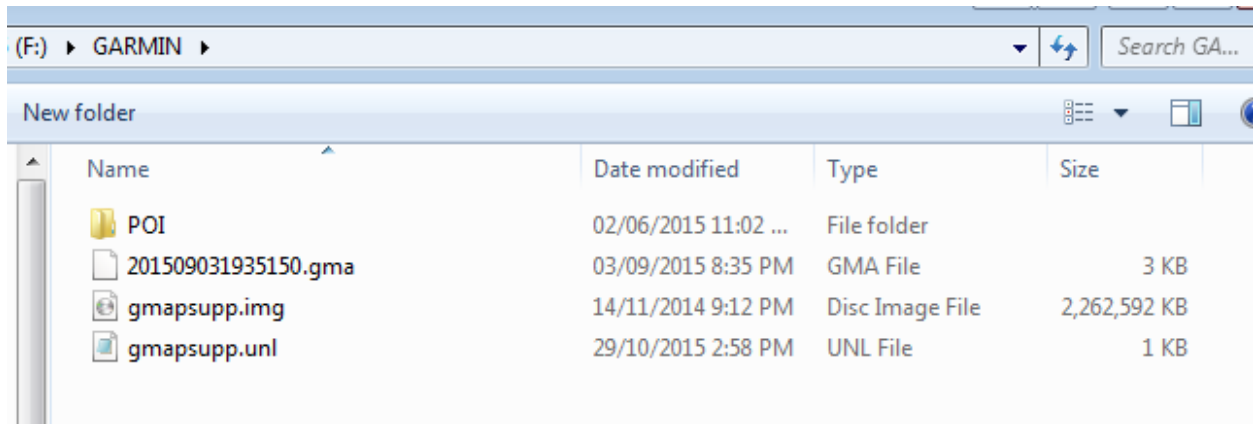 (F:) GARMIN Search GA...
New folder
Name Date modified Type Size
POI 02/06/2015 11:02 ... File folder
201509031935150.gma 03/09/2015 8:35 PM GMA File 3 KB
gmapsupp.img 14/11/2014 9:12 PM Disc Image File 2,262,592 KB
gmapsupp.unl 29/10/2015 2:58 PM UNL File 1 KB